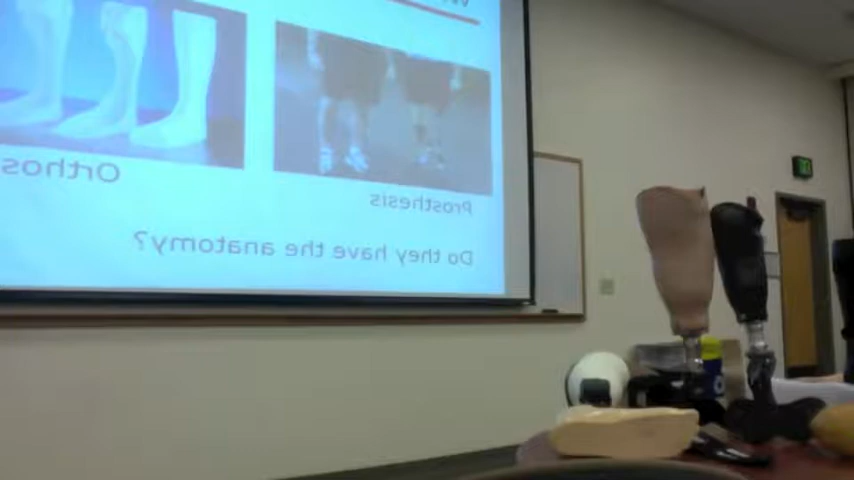 Prosthesis
Orthos
Do they have the anatomy?